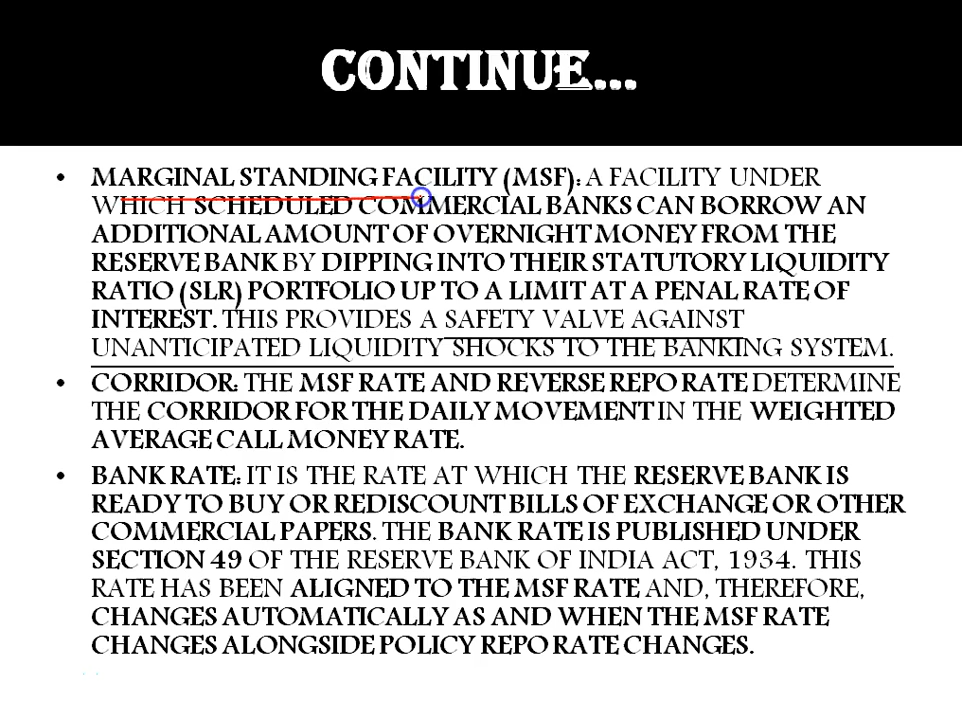 CONTINUE...
• MARGINAL STANDING FACILITY (MSF): A FACILITY UNDER
WHICH SCHEDULED COMMERCIAL BANKS CAN BORROW AN
ADDITIONAL AMOUNT OF OVERNIGHT MONEY FROM THE
RESERVE BANK BY DIPPING INTO THEIR STATUTORY LIQUIDITY
RATIO (SLR) PORTFOLIO UP TO A LIMIT AT A PENAL RATE OF
INTEREST. THIS PROVIDES A SAFETY VALVE AGAINST
UNANTICIPATED LIQUIDITY SHOCKS TO THE BANKING SYSTEM.
• CORRIDOR: THE MSF RATE AND REVERSE REPO RATE DETERMINE
THE CORRIDOR FOR THE DAILY MOVEMENT IN THE WEIGHTED
AVERAGE CALL MONEY RATE.
• BANK RATE: IT IS THE RATE AT WHICH THE RESERVE BANK IS
READY TO BUY OR REDISCOUNT BILLS OF EXCHANGE OR OTHER
COMMERCIAL PAPERS. THE BANK RATE IS PUBLISHED UNDER
SECTION 49 OF THE RESERVE BANK OF INDIA ACT, 1934. THIS
RATE HAS BEEN ALIGNED TO THE MSF RATE AND, THEREFORE,
CHANGES AUTOMATICALLY AS AND WHEN THE MSF RATE
CHANGES ALONGSIDE POLICY REPO RATE CHANGES.